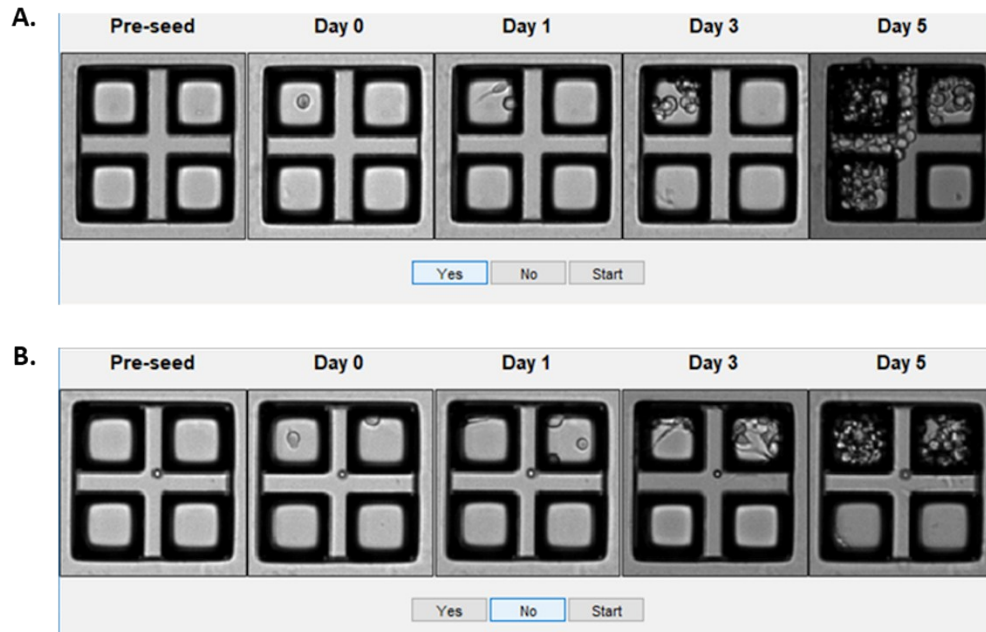 A.
Pre-seed Day 0 Day 1 Day 3 Day 5
Yes No Start
B.
Pre-seed Day 0 Day 1 Day 3 Day 5
Yes No Start